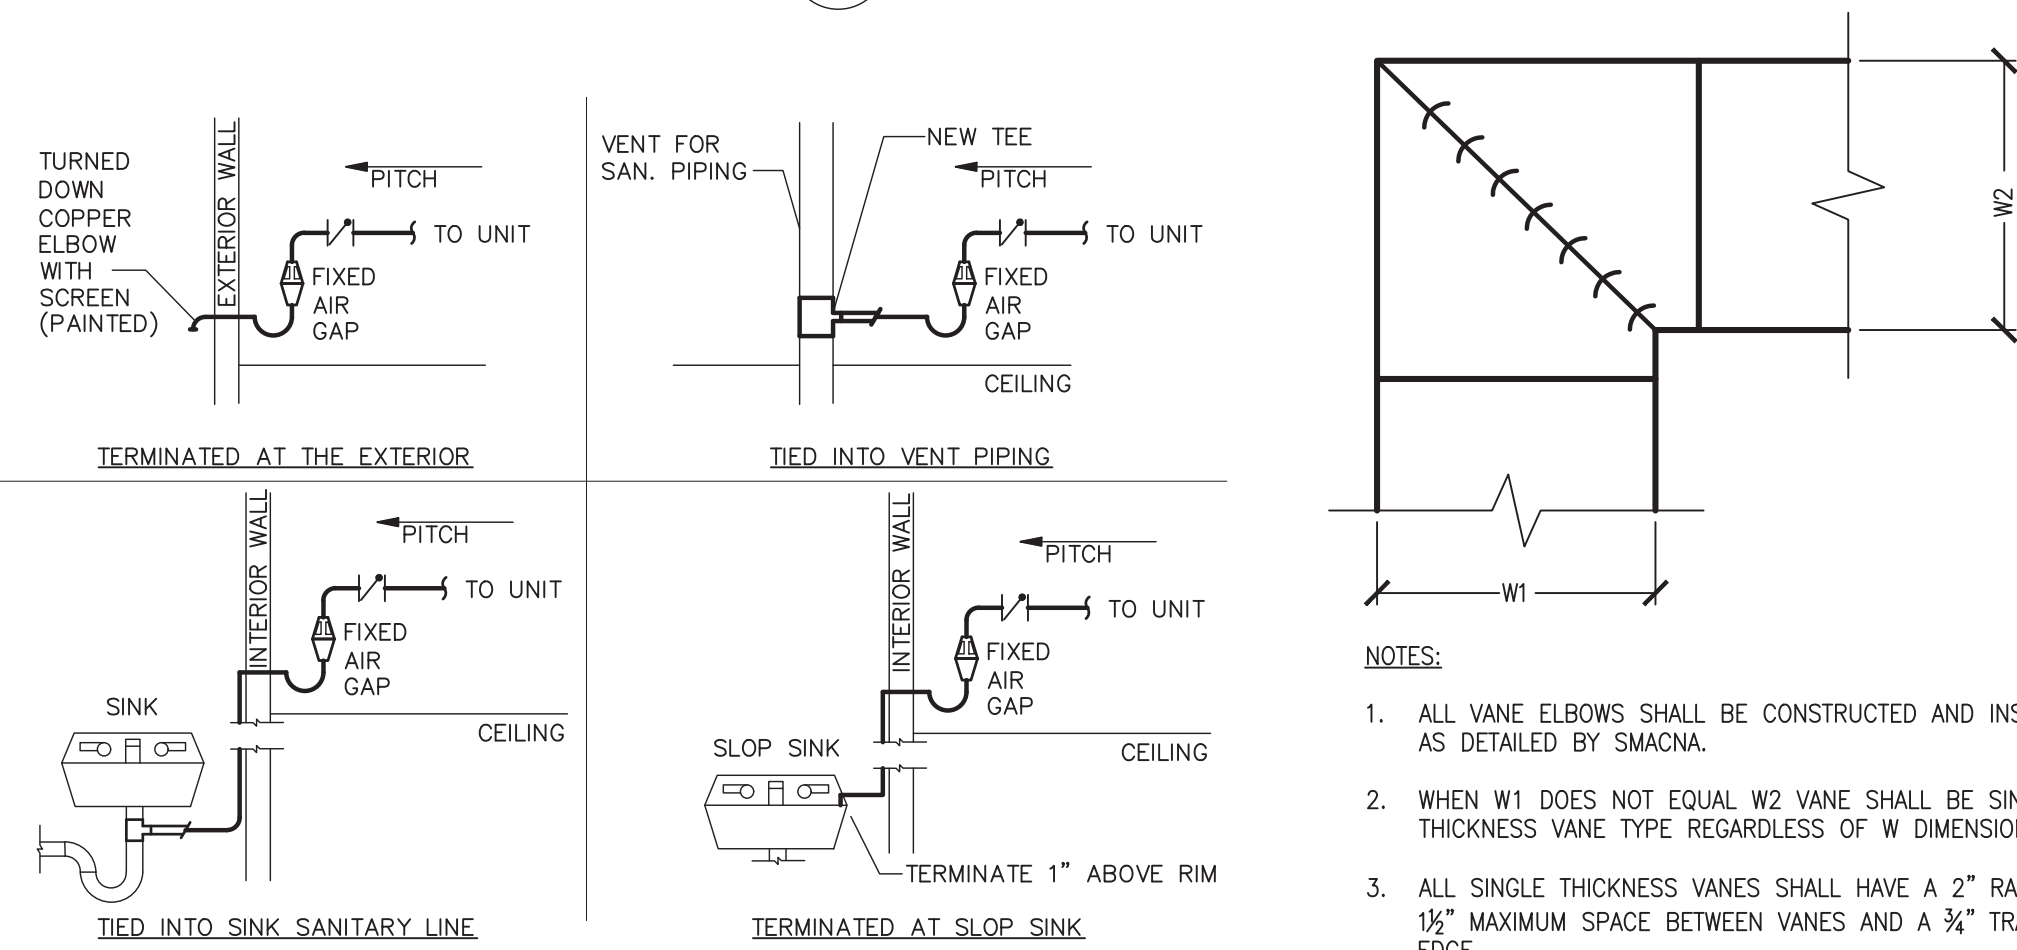 TURNED
DOWN
COPPER
ELBOW
WITH
SCREEN
(PAINTED)
EXTERIOR WALL
PITCH
TO UNIT
FIXED
AIR
GAP
TERMINATED AT THE EXTERIOR
VENT FOR
SAN. PIPING
NEW TEE
PITCH
TO UNIT
FIXED
AIR
GAP
CEILING
TIED INTO VENT PIPING
INTERIOR WALL
PITCH
TO UNIT
FIXED
AIR
GAP
SINK
CEILING
TIED INTO SINK SANITARY LINE
INTERIOR WALL
PITCH
TO UNIT
FIXED
AIR
GAP
SLOP SINK
CEILING
TERMINATE 1” ABOVE RIM
TERMINATED AT SLOP SINK
W2
W1
NOTES:
1. ALL VANE ELBOWS SHALL BE CONSTRUCTED AND
AS DETAILED BY SMACNA.
2. WHEN W1 DOES NOT EQUAL W2 VANE SHALL BE
THICKNESS VANE TYPE REGARDLESS OF W
3. ALL SINGLE THICKNESS VANES SHALL HAVE A 2”
1½” MAXIMUM SPACE BETWEEN VANES AND A ¾”